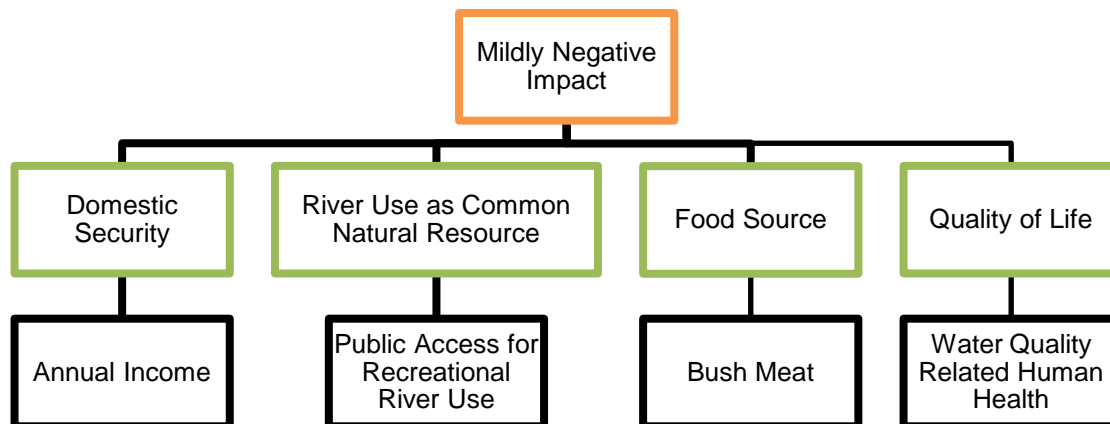 Mildly Negative
Impact
Domestic
Security
River Use as Common
Natural Resource
Food Source
Quality of Life
Annual Income
Public Access for
Recreational
River Use
Bush Meat
Water Quality
Related Human
Health